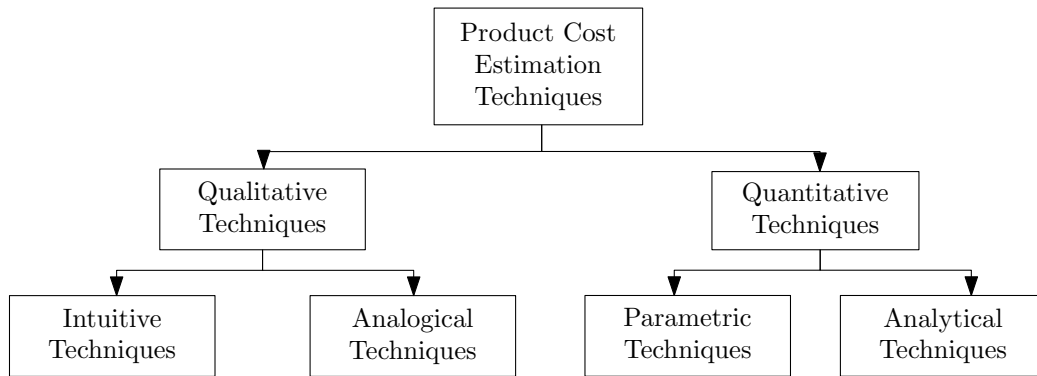 Product Cost
Estimation
Techniques
Qualitative
Techniques
Quantitative
Techniques
Intuitive
Techniques
Analogical
Techniques
Parametric
Techniques
Analytical
Techniques